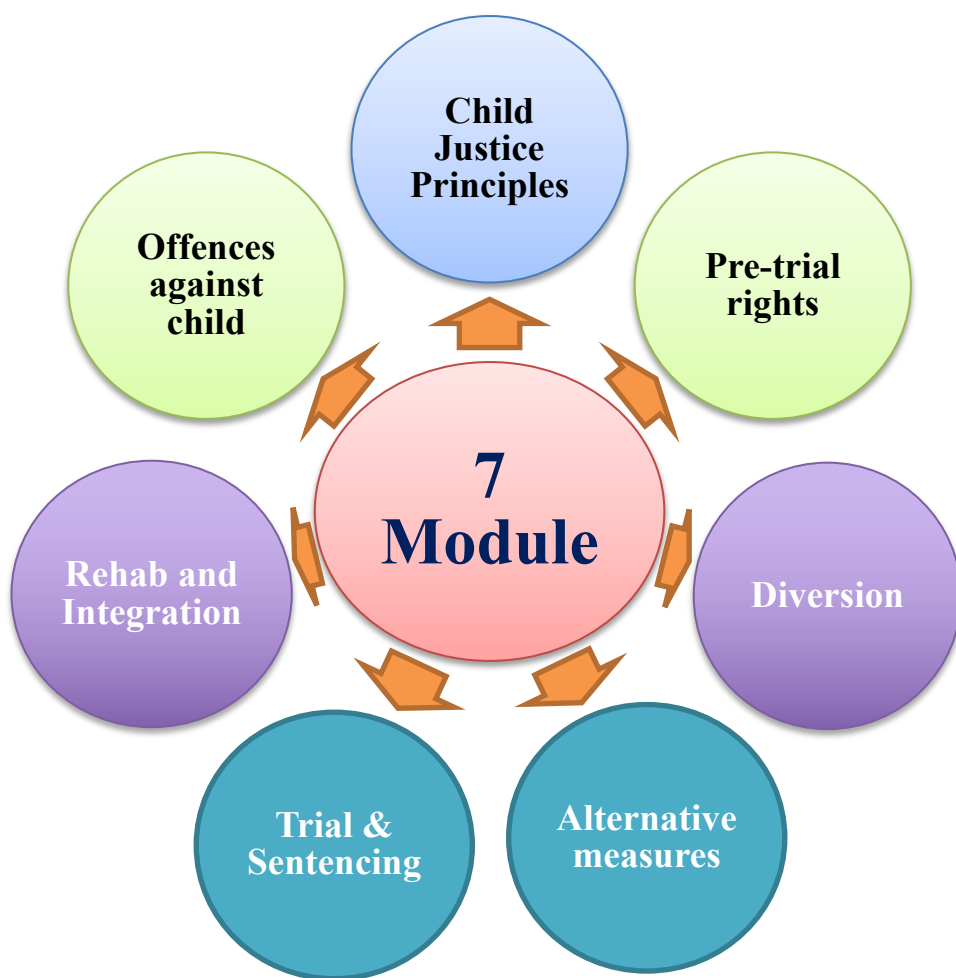 Child
Justice
Principles
Pre-trial
rights
Diversion
Alternative
measures
Trial &
Sentencing
Rehab and
Integration
Offences
against
child
7
Module